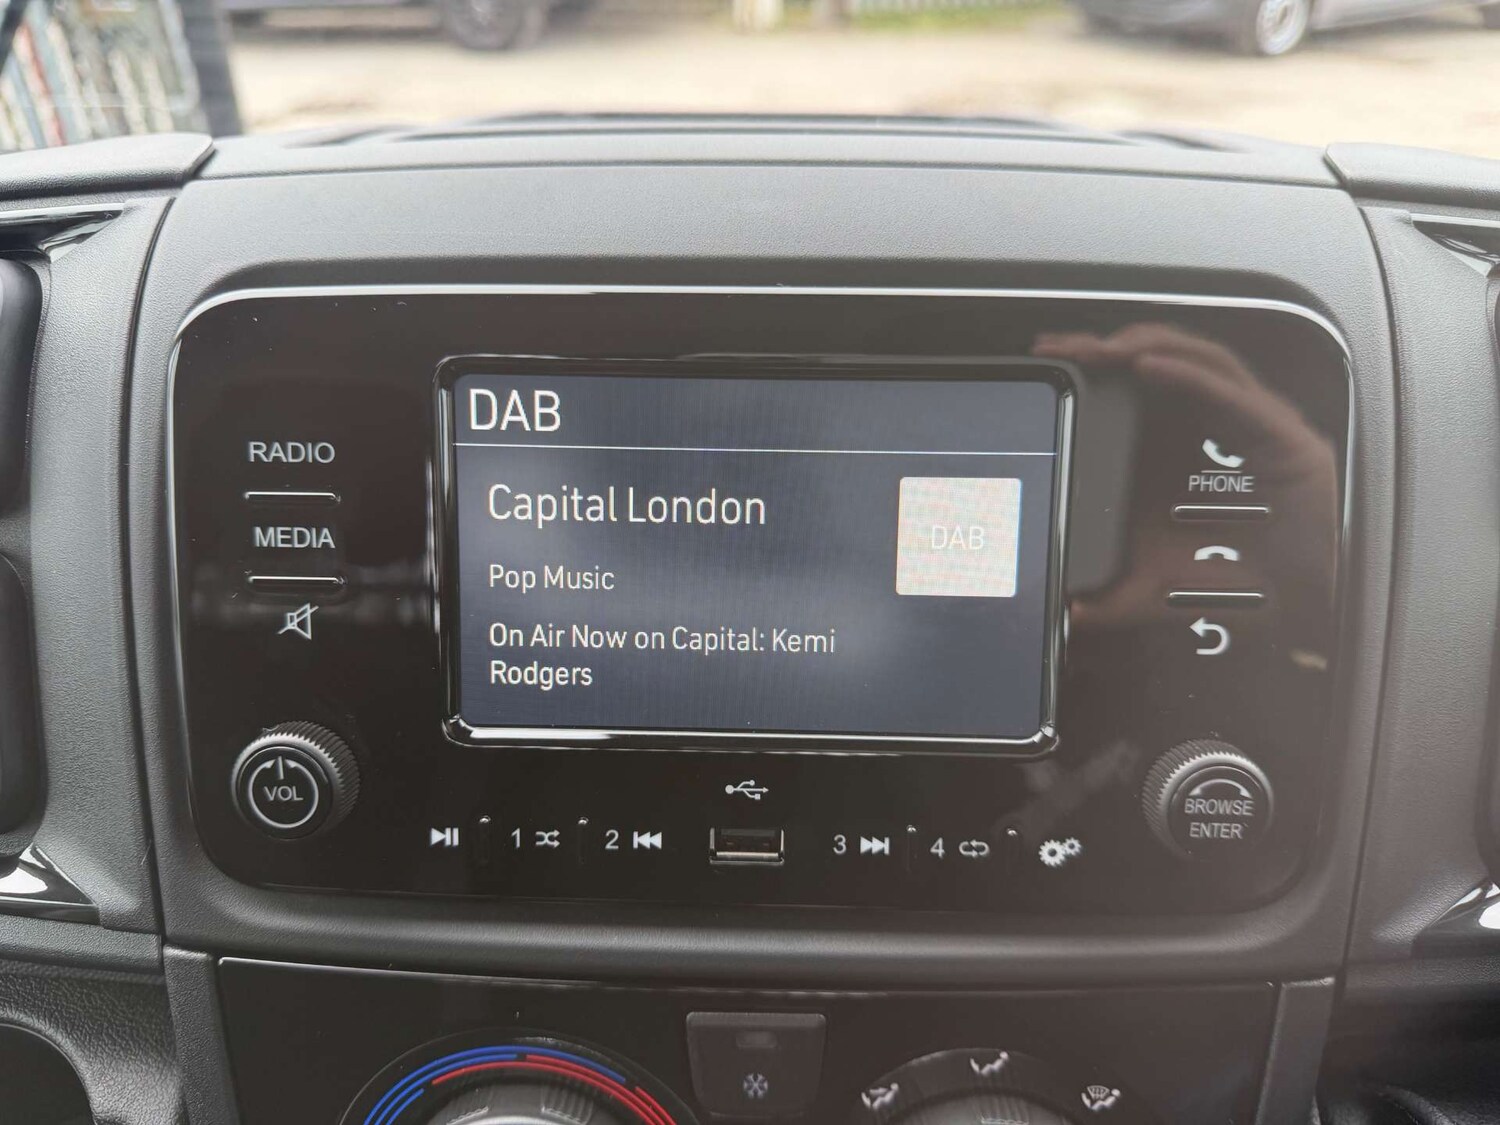 DAB
RADIO
MEDIA
Capital London
DAB
Pop Music
On Air Now on Capital: Kemi
Rodgers
PHONE
VOL
BROWSE
ENTER
1
2
3
4